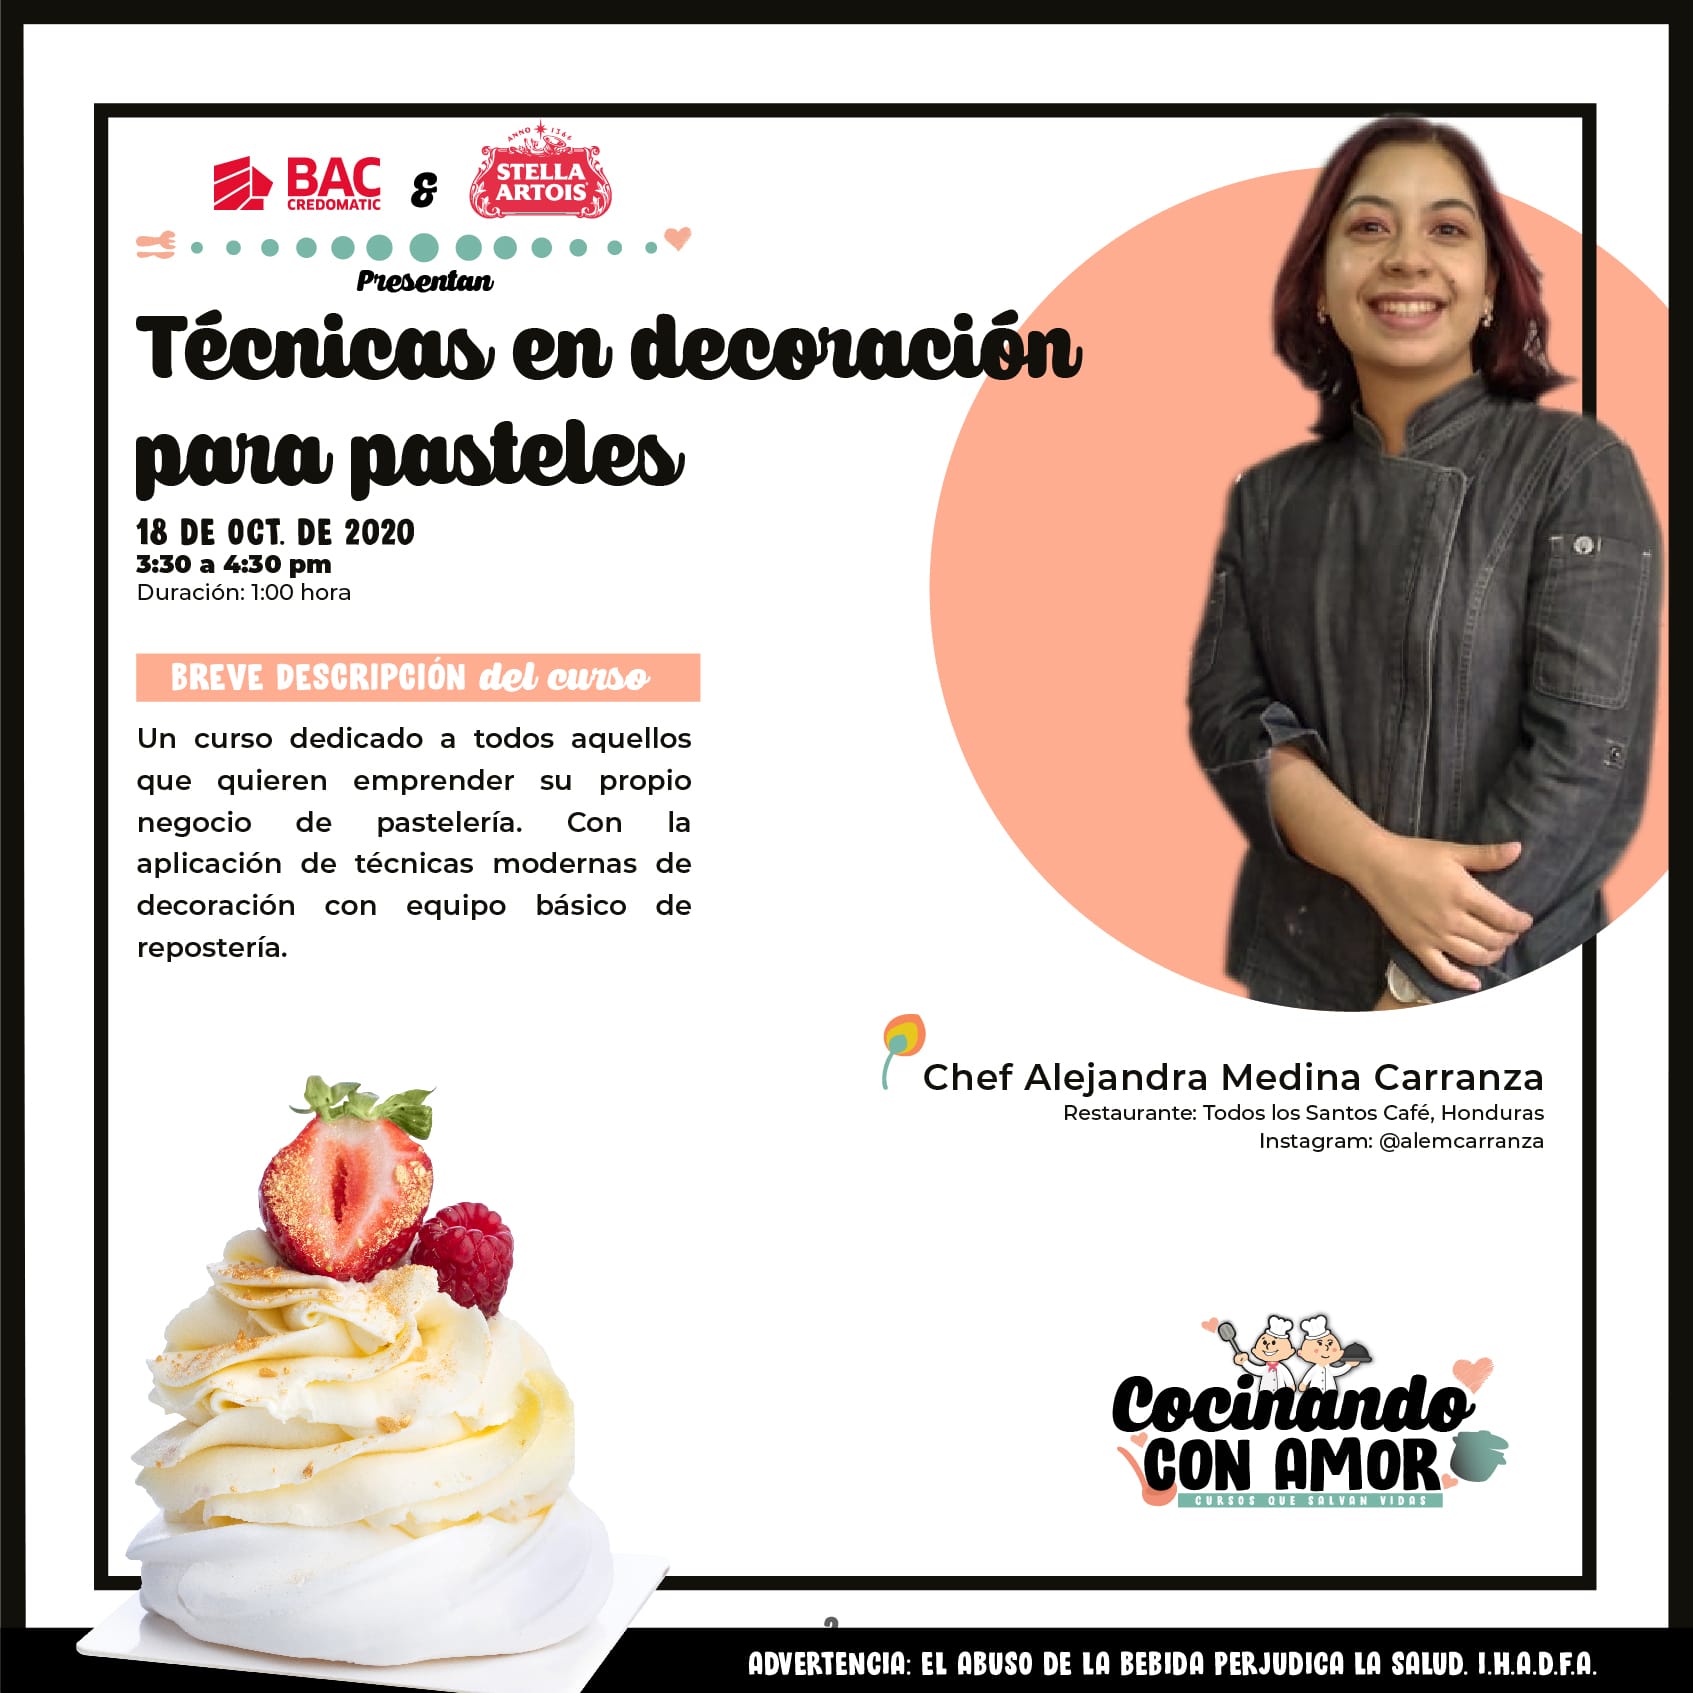 BAC
CREDOMATIC
&
ANNO 1366
STELLA
ARTOIS
Presentan
Técnicas en decoración
para pasteles
18 DE OCT. DE 2020
3:30 a 4:30 pm
Duración: 1:00 hora
BREVE DESCRIPCIÓN del curso
Un curso dedicado a todos aquellos
que quieren emprender su propio
negocio de pastelería. Con la
aplicación de técnicas modernas de
decoración con equipo básico de
repostería.
Chef Alejandra Medina Carranza
Restaurante: Todos los Santos Café, Honduras
Instagram: @alemcarranza
Cocinando
CON AMOR
CURSOS QUE SALVAN VIDAS
ADVERTENCIA: EL ABUSO DE LA BEBIDA PERJUDICA LA SALUD. I.H.A.D.F.A.